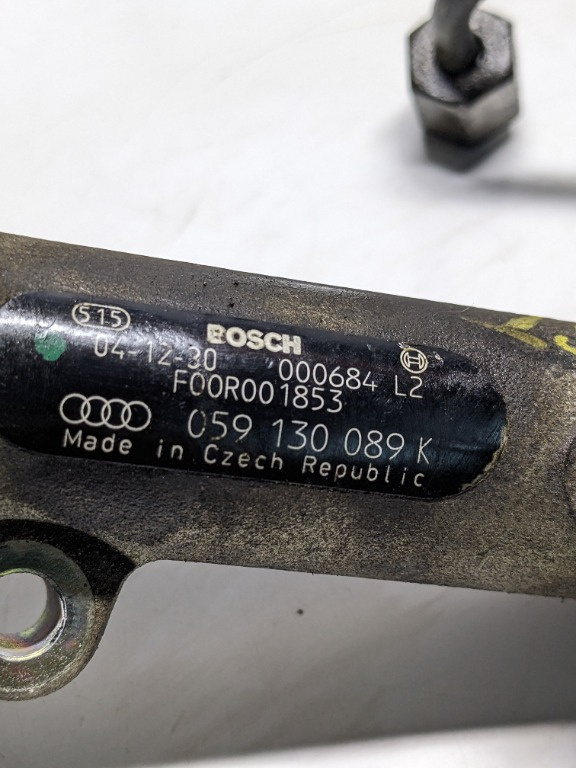 515
BOSCH
04-12-30 000684 L2
F00R001853
059 130 089 K
Made in Czech Republic